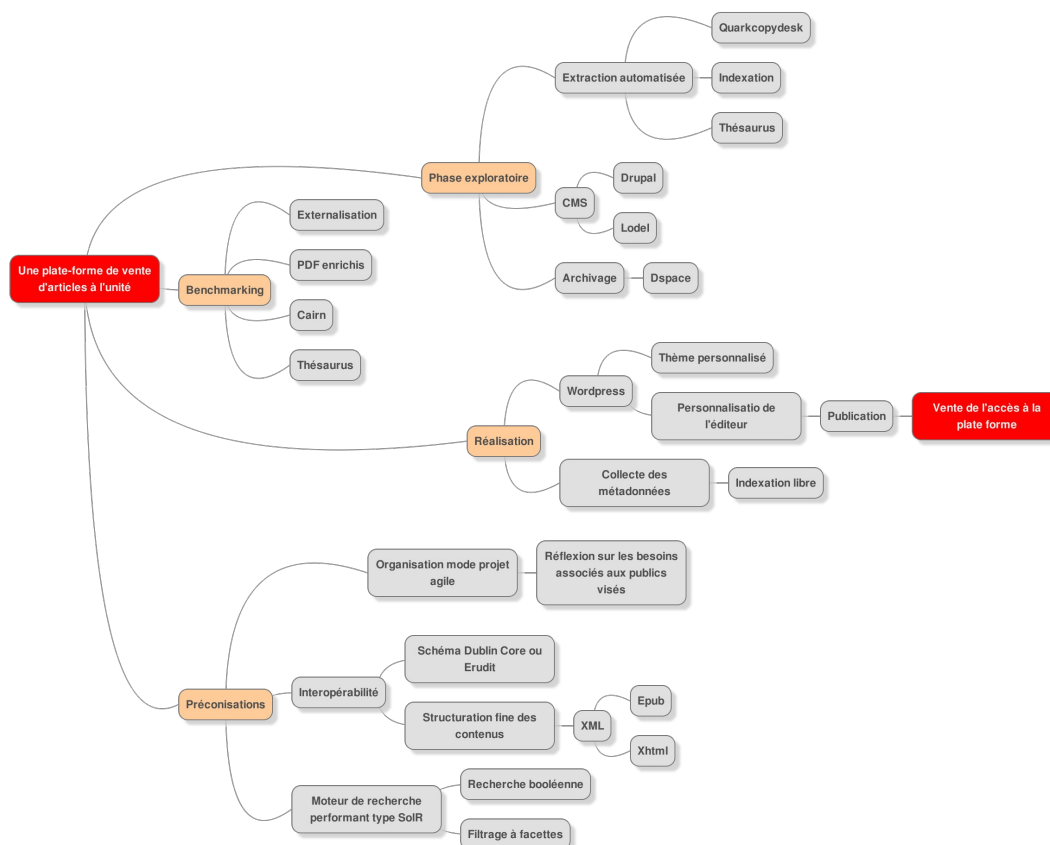 Une plate-forme de vente
d'articles à l'unité
Phase exploratoire
Extraction automatisée
Quarkcopydesk
Indexation
Thésaurus
CMS
Drupal
Lodel
Archivage
Dspace
Benchmarking
Externalisation
PDF enrichis
Cairn
Thésaurus
Réalisation
Wordpress
Thème personnalisé
Personnalisatio de
l'éditeur
Publication
Vente de l'accès à la
plate forme
Collecte des
métadonnées
Indexation libre
Préconisations
Organisation mode projet
agile
Réflexion sur les besoins
associés aux publics
visés
Interopérabilité
Schéma Dublin Core ou
Erudit
Structuration fine des
contenus
XML
Epub
Xhtml
Moteur de recherche
performant type SolR
Recherche booléenne
Filtrage à facettes